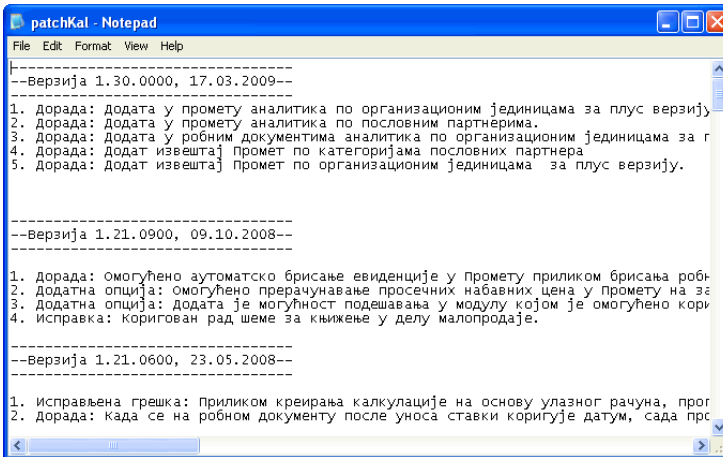 patchKal - Notepad
File Edit Format View Help
----------------------------------
--Верзија 1.30.0000, 17.03.2009--
----------------------------------
1. Дорада: Додата у промету аналитика по организационим јединицама за плус верзију
2. Дорада: Додата у промету аналитика по пословним партнерима.
3. Дорада: Додата у робним документима аналитика по организационим јединицама за
4. Дорада: Додат извештај Промет по категоријама пословних партнера
5. Дорада: Додат извештај Промет по организационим јединицама за плус верзију.
----------------------------------
--Верзија 1.21.0900, 09.10.2008--
----------------------------------
1. Дорада: Омогућено аутоматско брисање евиденције у Промету приликом брисања
2. Додатна опција: Омогућено прерачунавање просечних набавних цена у Промету на
3. Додатна опција: Додата је могућност подешавања у модулу којом је омогућено
4. Исправка: Коригован рад шеме за књижење у делу малопродаје.
----------------------------------
--Верзија 1.21.0600, 23.05.2008--
----------------------------------
1. Исправљена грешка: Приликом креирања калкулације на основу улазног рачуна,
2. Дорада: Када се на робном документу после уноса ставки коригује датум, сада